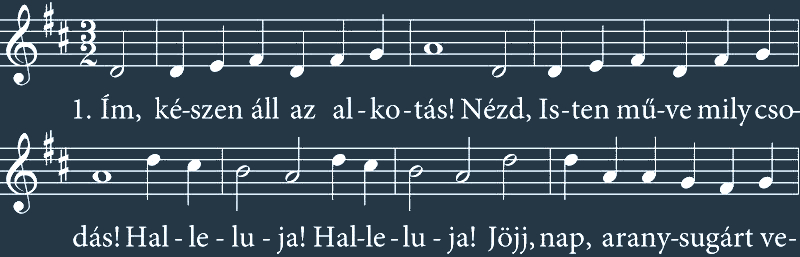 3
2
1. Ím, ké-szen áll az al-ko-tás! Nézd, Is-ten mű-ve mily cso-
dás! Hal-le-lu-ja! Hal-le-lu-ja! Jöjj, nap, arany-sugárt ve-